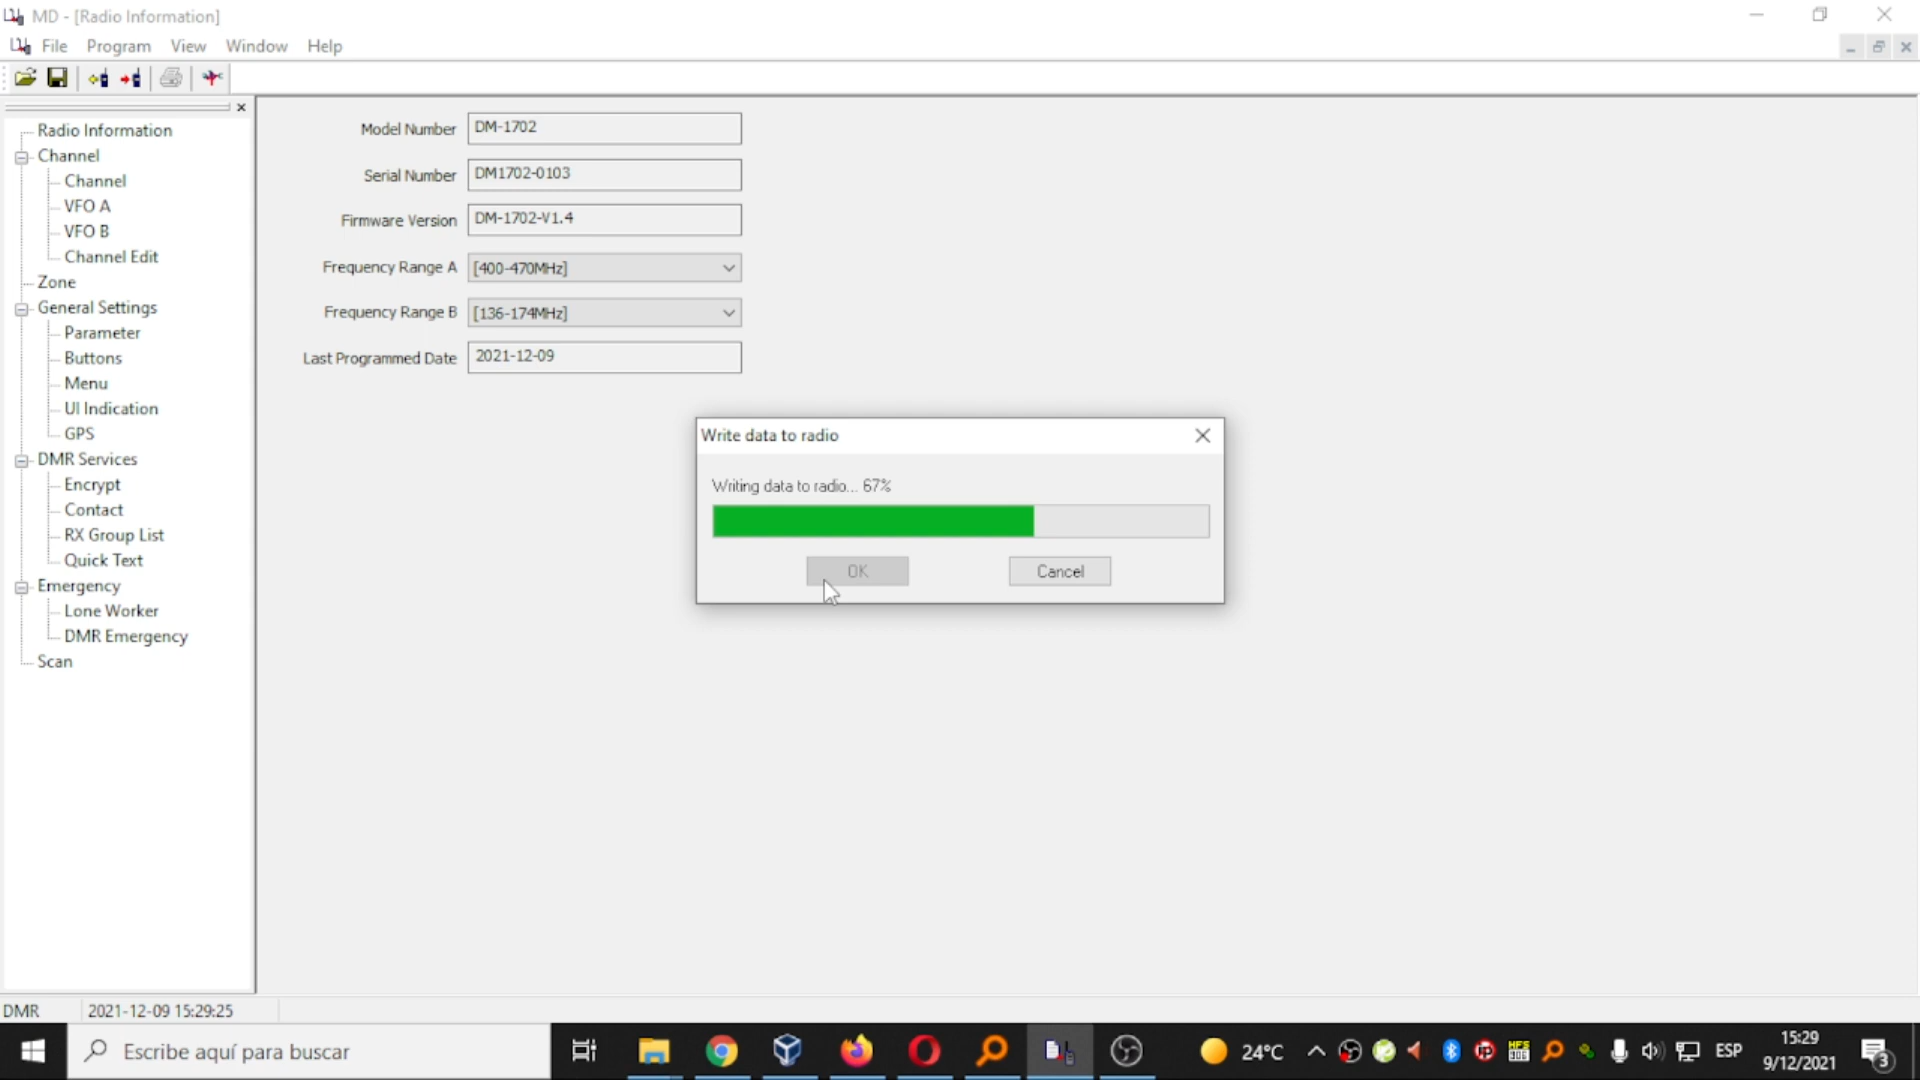 MD - [Radio Information]
File Program View Window Help
Radio Information
Channel
Channel
VFO A
VFO B
Channel Edit
Zone
General Settings
Parameter
Buttons
Menu
UI Indication
GPS
DMR Services
Encrypt
Contact
RX Group List
Quick Text
Emergency
Lone Worker
DMR Emergency
Scan
Model Number DM-1702
Serial Number DM1702-0103
Firmware Version DM-1702-V1.4
Frequency Range A [400-470MHz]
Frequency Range B [136-174MHz]
Last Programmed Date 2021-12-09
Write data to radio
Writing data to radio... 67%
OK Cancel
DMR 2021-12-09 15:29:25
Escribe aquí para buscar
24°C
ESP
15:29
9/12/2021
3